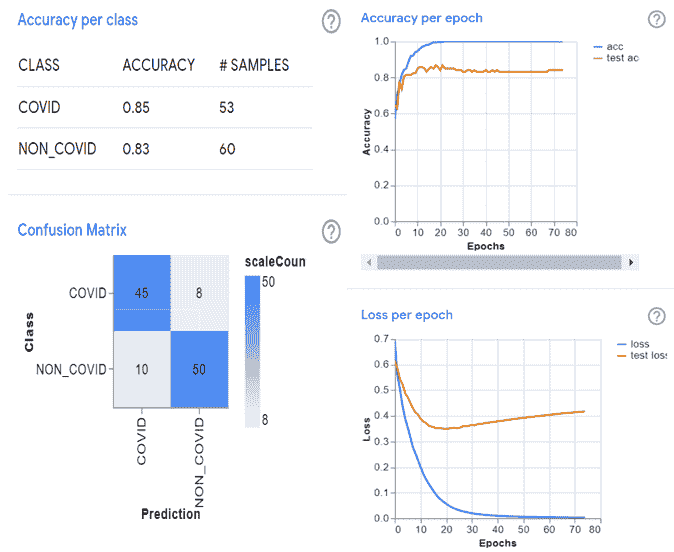 Accuracy per class
?
CLASS ACCURACY # SAMPLES
COVID 0.85 53
NON_COVID 0.83 60
Confusion Matrix
?
Class
COVID
NON_COVID
45 8
10 50
COVID
NON_COVID
Prediction
scaleCoun
50
8
Accuracy per epoch
?
Accuracy
1.0
0.8
0.6
0.4
0.2
0.0
0 10 20 30 40 50 60 70 80
Epochs
acc
test ac
Loss per epoch
?
Loss
0.7
0.6
0.5
0.4
0.3
0.2
0.1
0.0
0 10 20 30 40 50 60 70 80
Epochs
loss
test loss